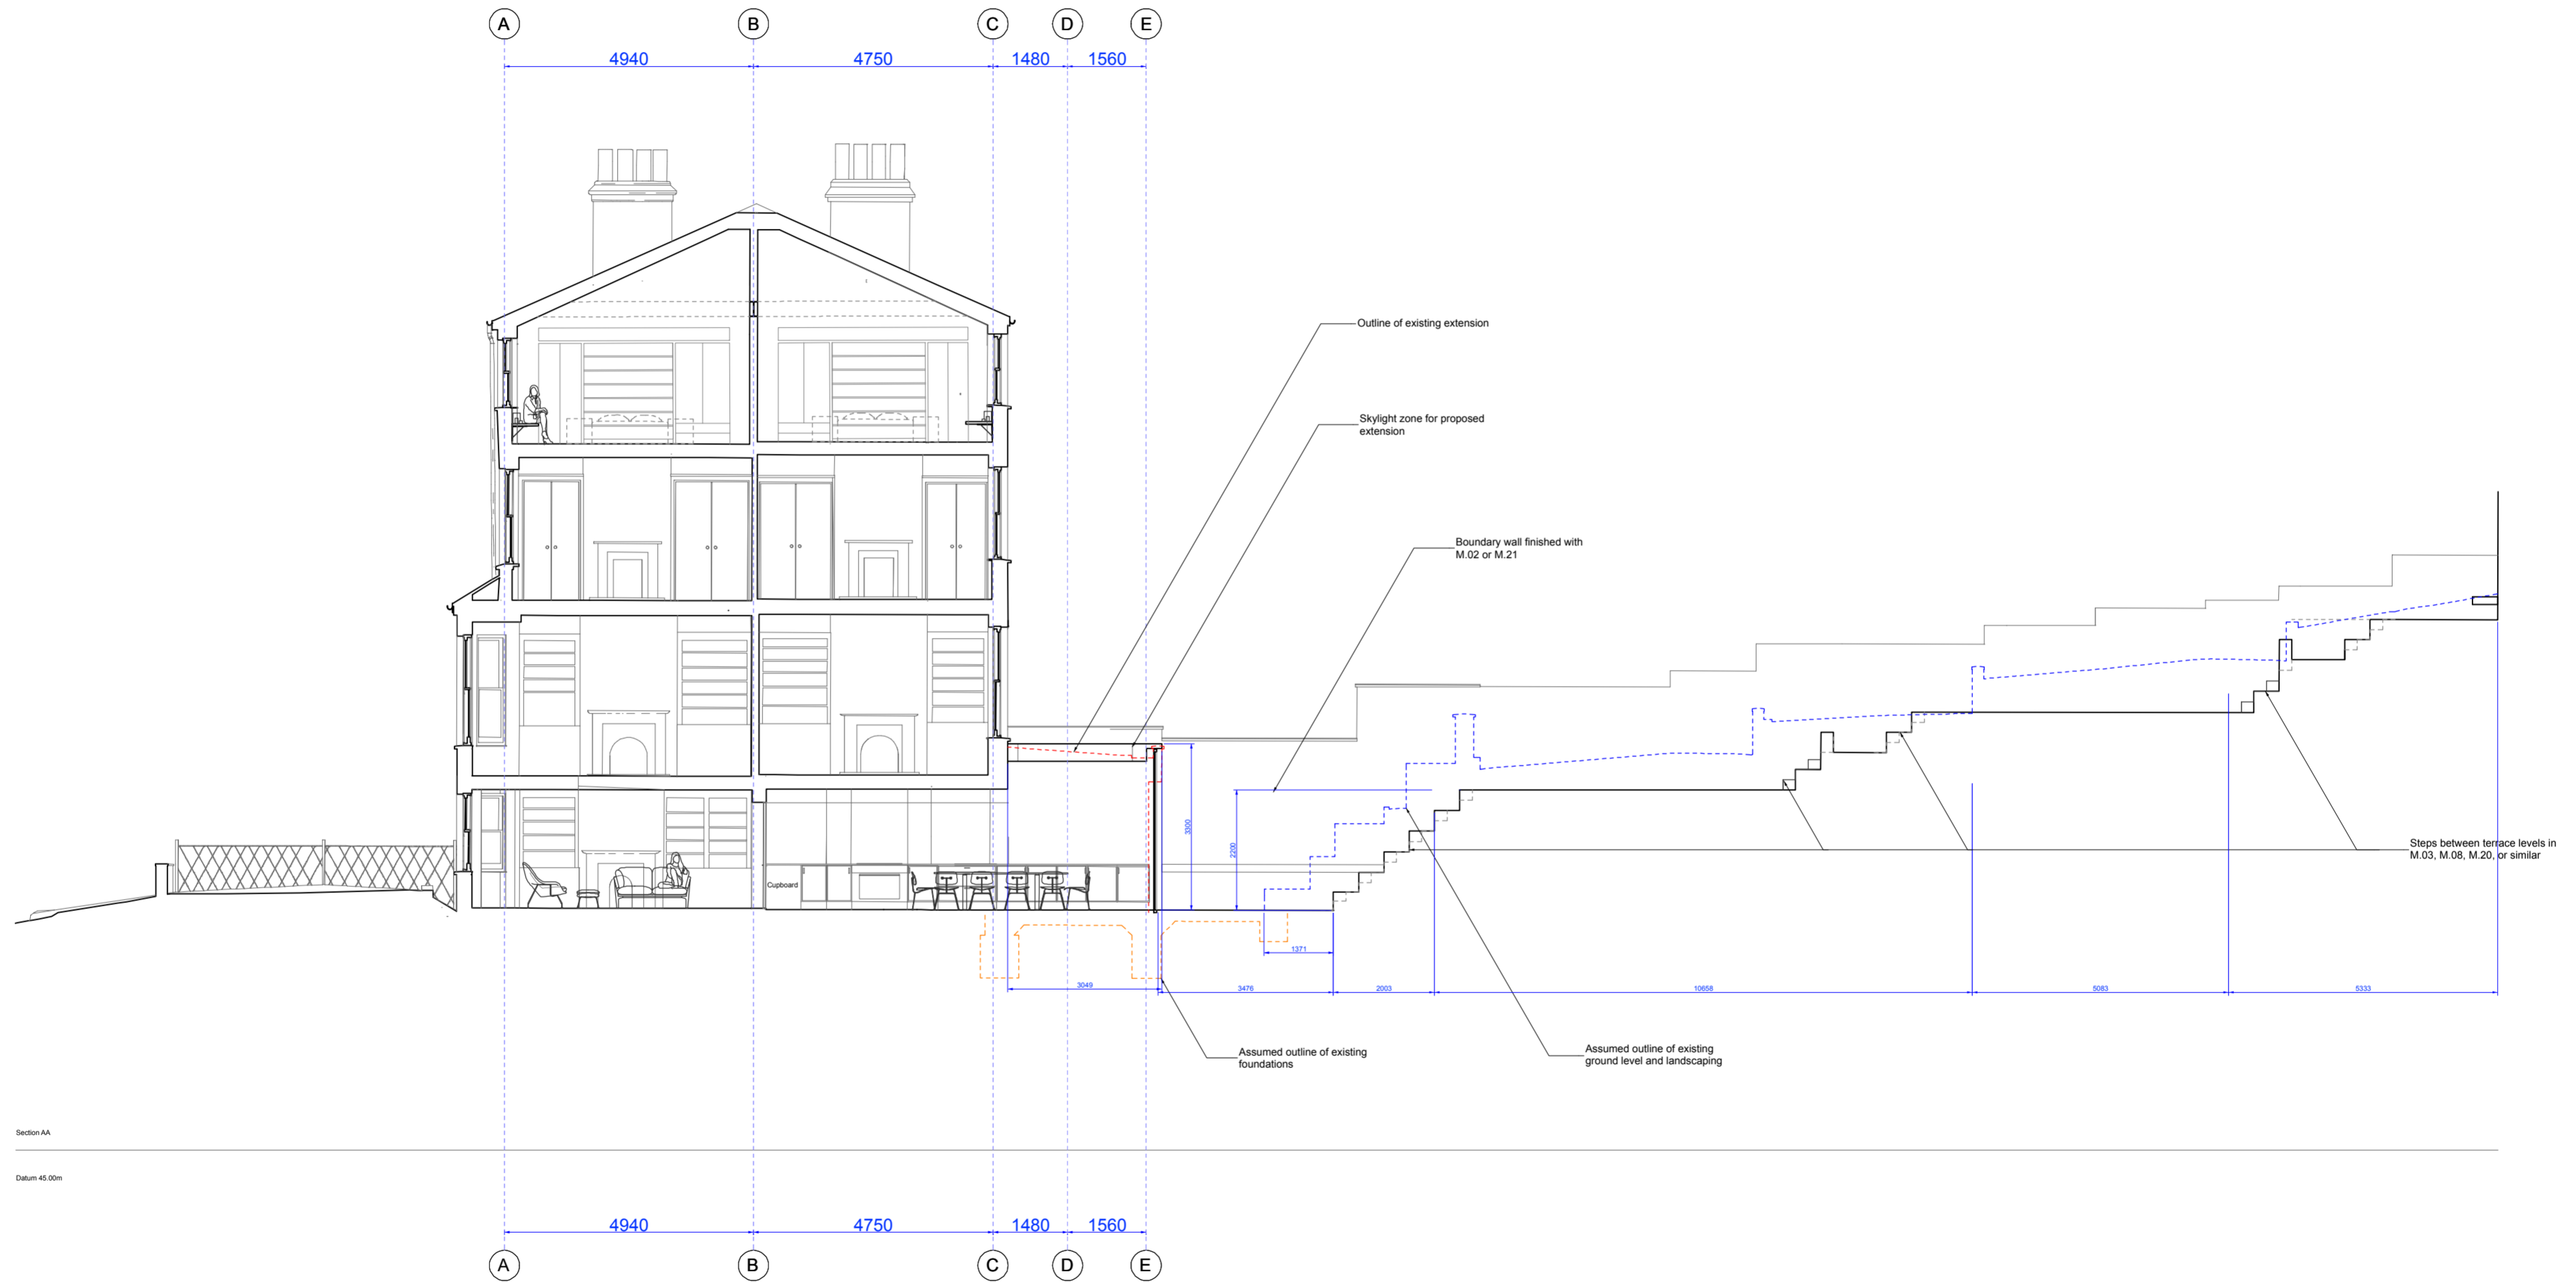 A B C D E
4940 4750 1480 1560
Outline of existing extension
Skylight zone for proposed
extension
Boundary wall finished with
M.02 or M.21
3300
2200
Steps between terrace levels in
M.03, M.08, M.20, or similar
Cupboard
1371
3049 3476 2003 10658 5083 5333
Assumed outline of existing
foundations
Assumed outline of existing
ground level and landscaping
Section AA
Datum 45.00m
4940 4750 1480 1560
A B C D E